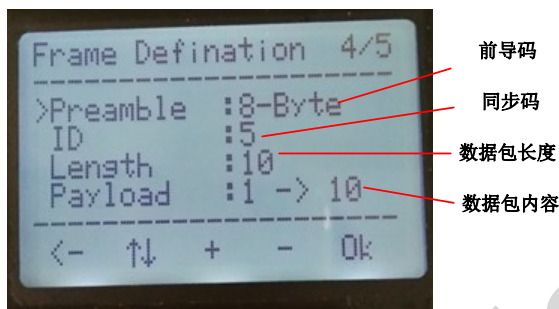 Frame Defination 4/5
>Preamble :8-Byte
ID :5
Length :10
Payload :1 -> 10
<- ↑↓ + - Ok
前导码
同步码
数据包长度
数据包内容